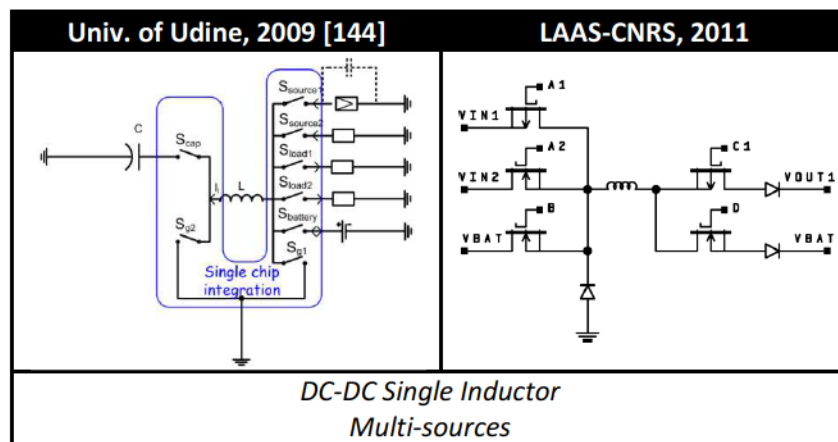 Univ. of Udine, 2009 [144]
LAAS-CNRS, 2011
C
Scap
Sg2
Il
L
Ssource1
Ssource2
Sload1
Sload2
Sbattery
Sg1
Single chip
integration
A1
VIN1
A2
VIN2
B
VBAT
C1
VOUT1
D
VBAT
DC-DC Single Inductor
Multi-sources